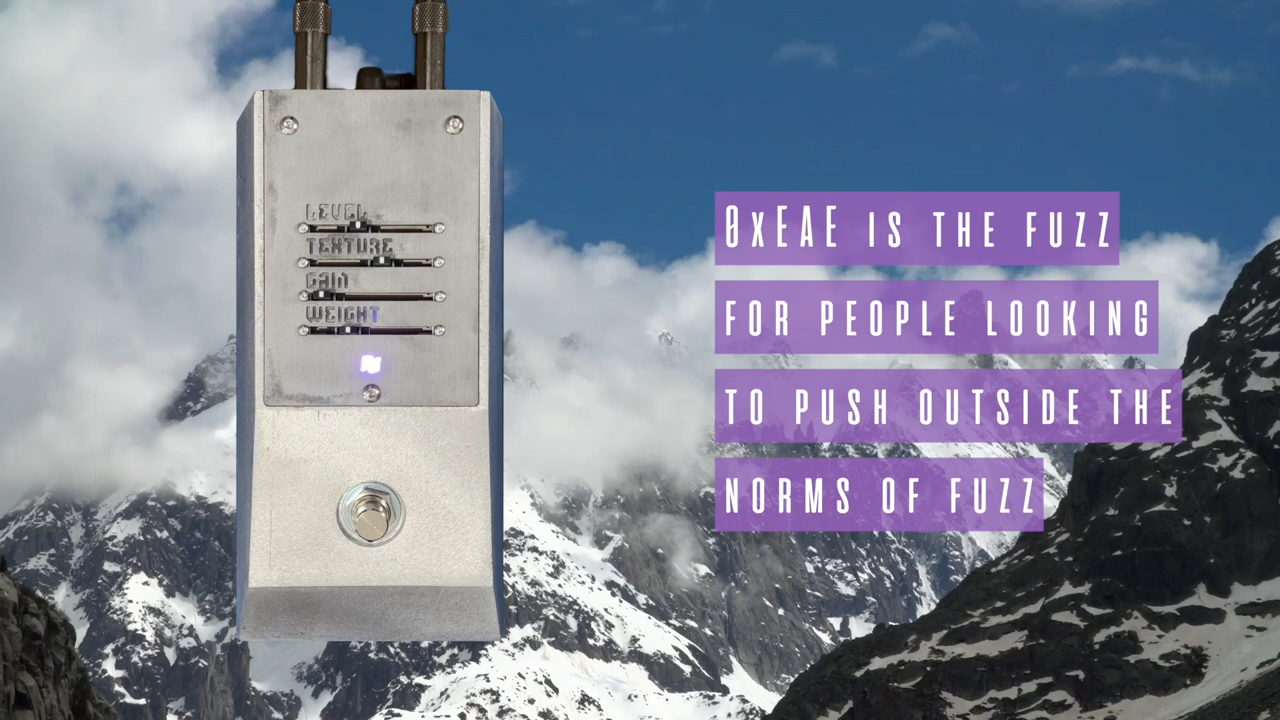 LEVEL
TEXTURE
GAIN
WEIGHT
0xEAE IS THE FUZZ
FOR PEOPLE LOOKING
TO PUSH OUTSIDE THE
NORMS OF FUZZ